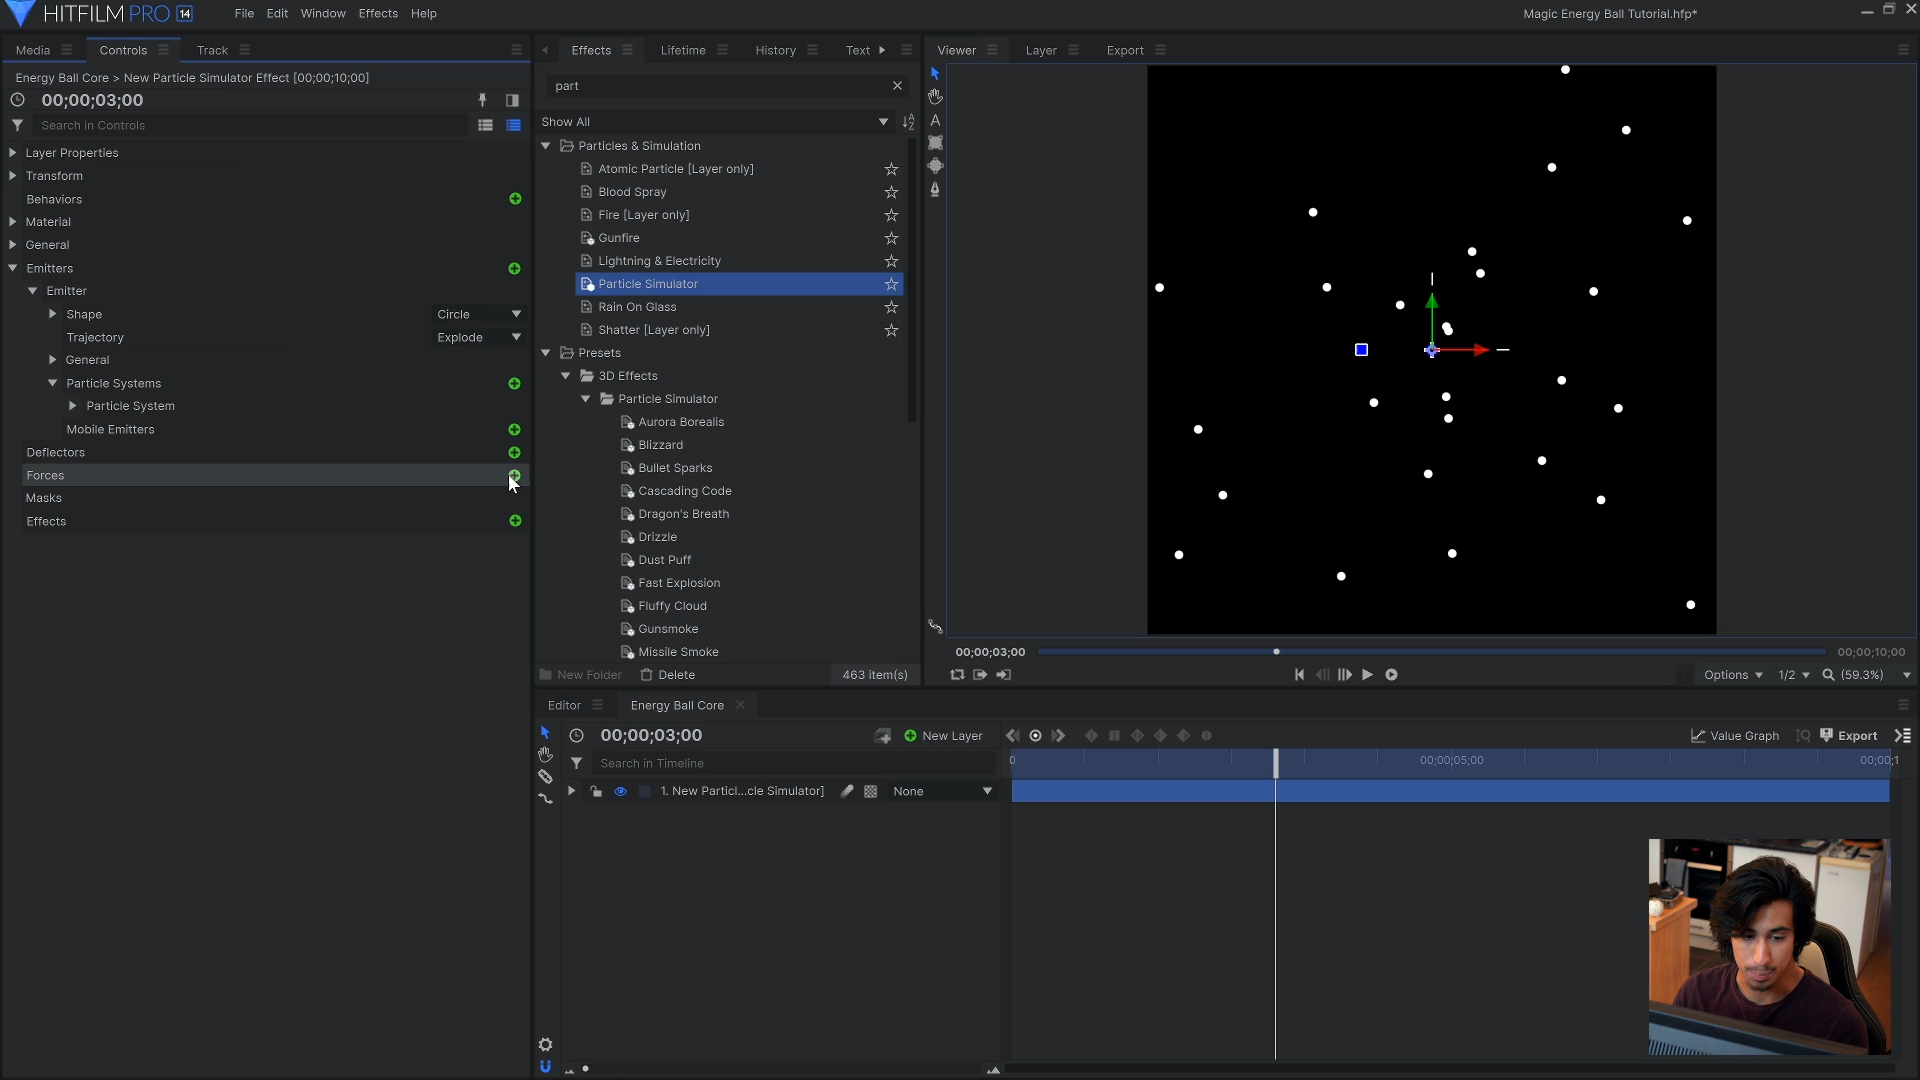 HITFILM PRO 14
File Edit Window Effects Help
Magic Energy Ball Tutorial.hfp*
Media
Controls
Track
Energy Ball Core > New Particle Simulator Effect [00;00;10;00]
00;00;03;00
Search in Controls
Layer Properties
Transform
Behaviors
Material
General
Emitters
Emitter
Shape Circle
Trajectory Explode
General
Particle Systems
Particle System
Mobile Emitters
Deflectors
Forces
Masks
Effects
Effects
Lifetime
History
Text
part
Show All
Particles & Simulation
Atomic Particle [Layer only]
Blood Spray
Fire [Layer only]
Gunfire
Lightning & Electricity
Particle Simulator
Rain On Glass
Shatter [Layer only]
Presets
3D Effects
Particle Simulator
Aurora Borealis
Blizzard
Bullet Sparks
Cascading Code
Dragon's Breath
Drizzle
Dust Puff
Fast Explosion
Fluffy Cloud
Gunsmoke
Missile Smoke
New Folder Delete 463 item(s)
Viewer
Layer
Export
A
00;00;03;00
00;00;10;00
Options 1/2 (59.3%)
Editor
Energy Ball Core
00;00;03;00
New Layer
Value Graph
Export
Search in Timeline
0
00;00;05;00
00;00;1
1. New Particl...cle Simulator]
None